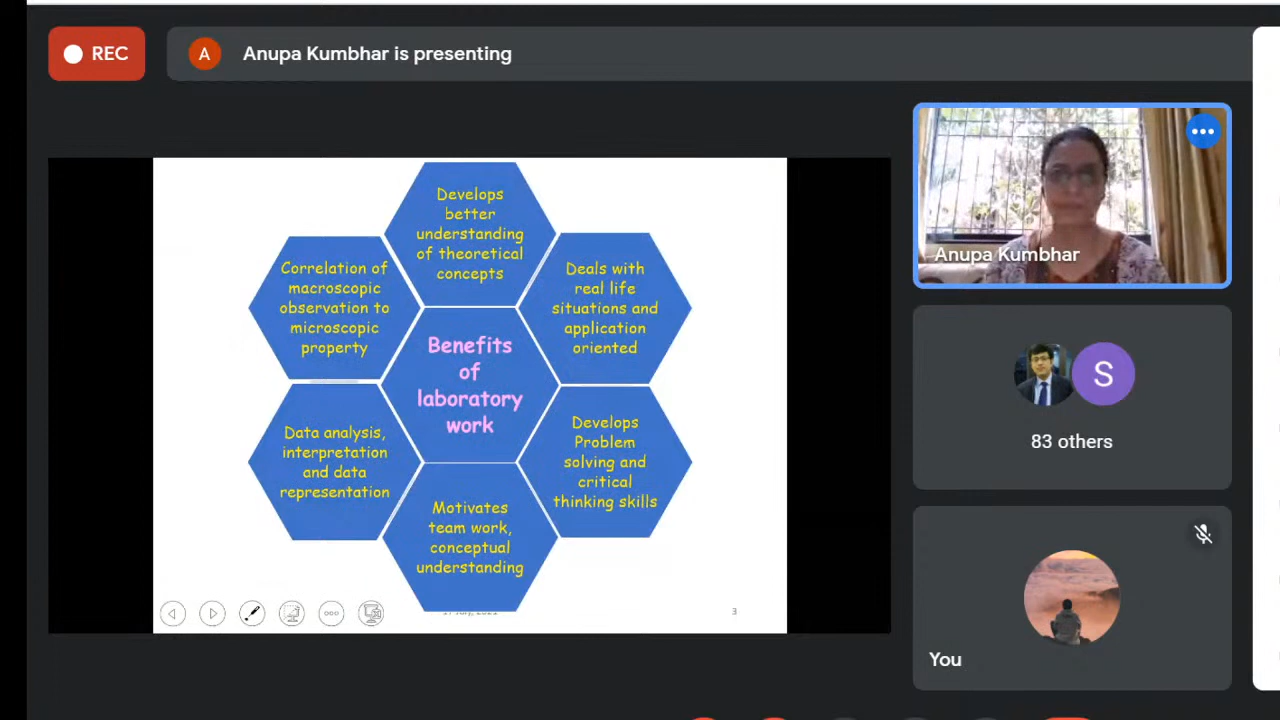 REC
A
Anupa Kumbhar is presenting
Develops
better
understanding
of theoretical
concepts
Correlation of
macroscopic
observation to
microscopic
property
Deals with
real life
situations and
application
oriented
Benefits
of
laboratory
work
Data analysis,
interpretation
and data
representation
Develops
Problem
solving and
critical
thinking skills
Motivates
team work,
conceptual
understanding
3
Anupa Kumbhar
S
83 others
You